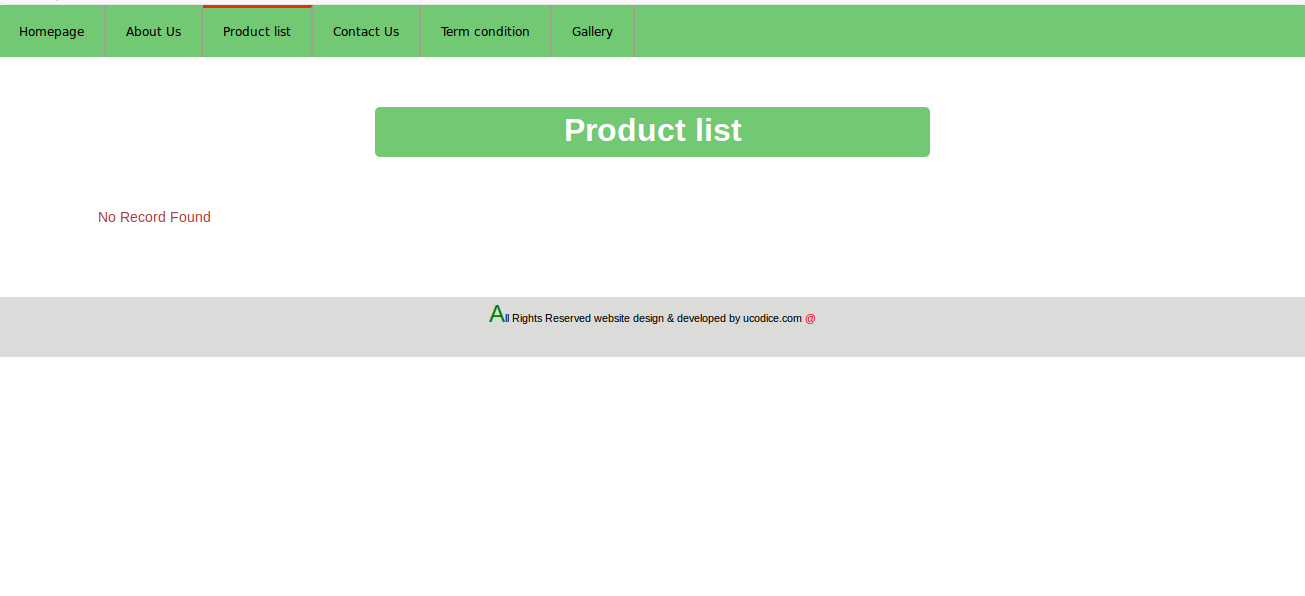 Homepage About Us Product list Contact Us Term condition Gallery
Product list
No Record Found
All Rights Reserved website design & developed by ucodice.com @